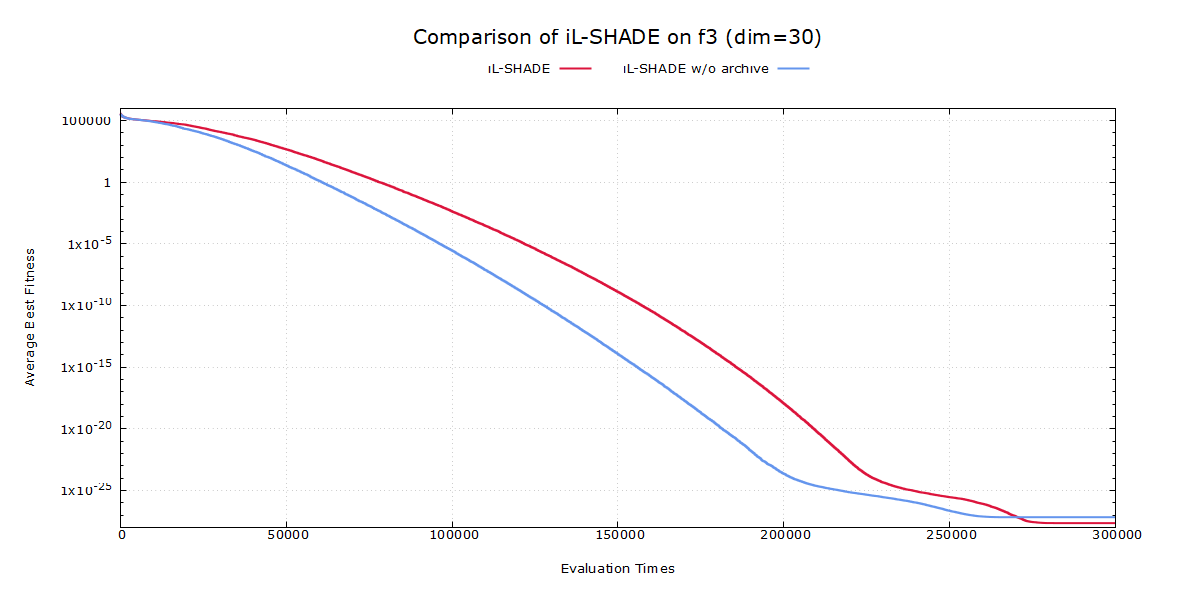 Comparison of iL-SHADE on f3 (dim=30)
iL-SHADE
iL-SHADE w/o archive
100000
1
1x10^-5
1x10^-10
1x10^-15
1x10^-20
1x10^-25
Average Best Fitness
0
50000
100000
150000
200000
250000
300000
Evaluation Times